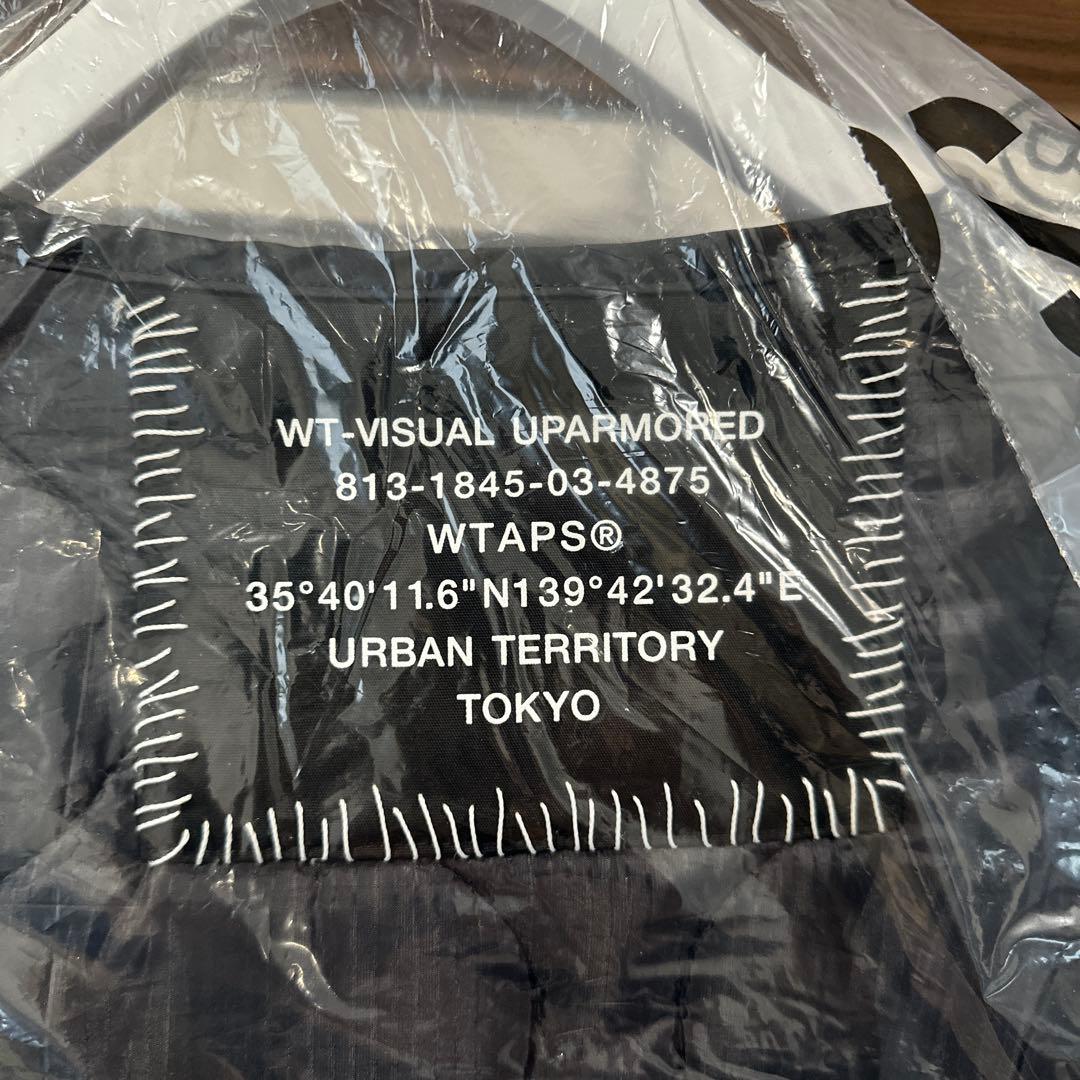 WT-VISUAL UPARMORED
813-1845-03-4875
WTAPS®
35°40'11.6"N139°42'32.4"E
URBAN TERRITORY
TOKYO